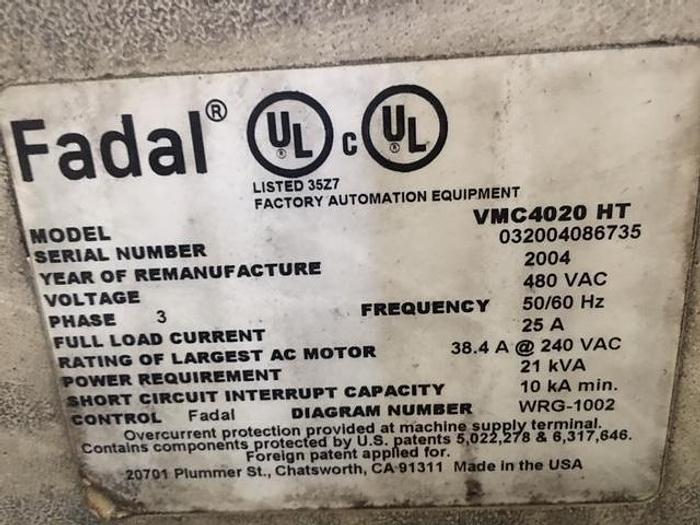 Fadal® UL® c UL®
LISTED 35Z7
FACTORY AUTOMATION EQUIPMENT
MODEL VMC4020 HT
SERIAL NUMBER 032004086735
YEAR OF REMANUFACTURE 2004
VOLTAGE 480 VAC
PHASE 3 FREQUENCY 50/60 Hz
FULL LOAD CURRENT 25 A
RATING OF LARGEST AC MOTOR 38.4 A @ 240 VAC
POWER REQUIREMENT 21 kVA
SHORT CIRCUIT INTERRUPT CAPACITY 10 kA min.
CONTROL Fadal DIAGRAM NUMBER WRG-1002
Overcurrent protection provided at machine supply terminal.
Contains components protected by U.S. patents 5,022,278 & 6,317,646.
Foreign patent applied for.
20701 Plummer St., Chatsworth, CA 91311 Made in the USA